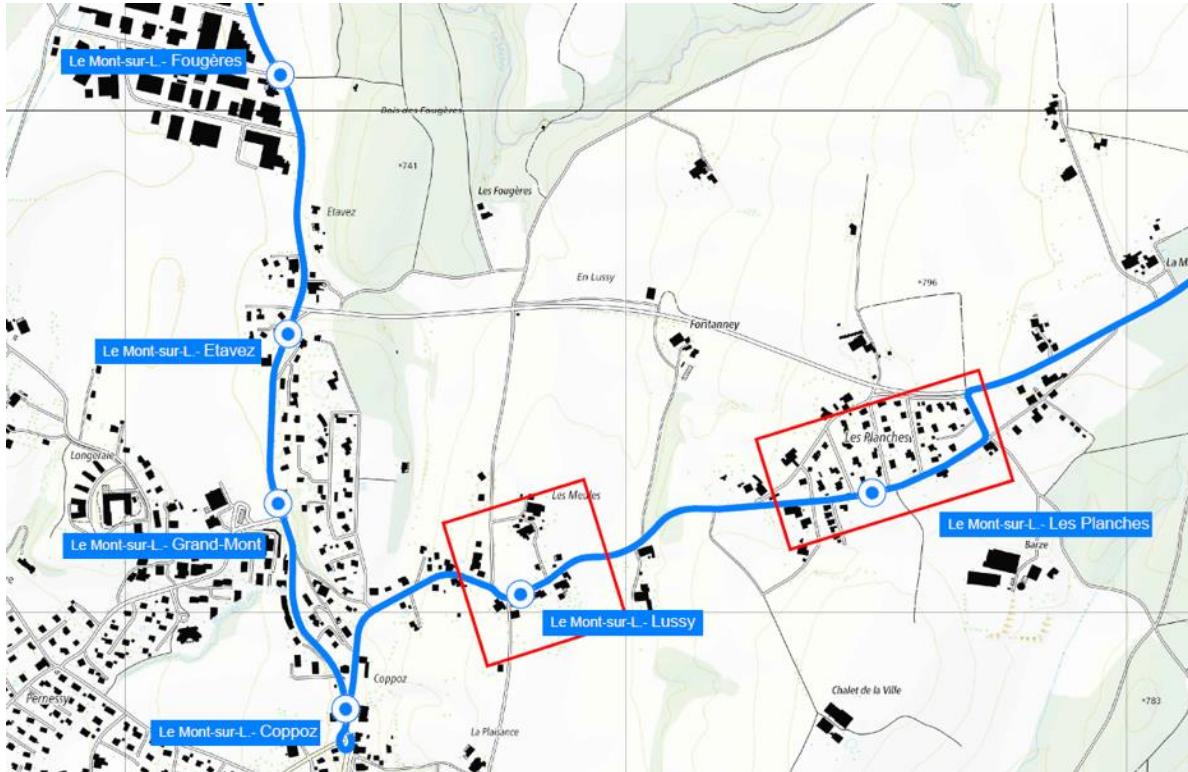 Le Mont-sur-L.- Fougères
Bois des Fougères
+741
Les Fougères
Etavez
En Lussy
+796
La M
Fontanney
Le Mont-sur-L.- Etavez
Les Planches
Longeraie
Les Meules
Le Mont-sur-L.- Les Planches
Le Mont-sur-L.- Grand-Mont
Barze
Le Mont-sur-L.- Lussy
Coppoz
Chalet de la Ville
Pernessy
+783
Le Mont-sur-L.- Coppoz
La Plaisance